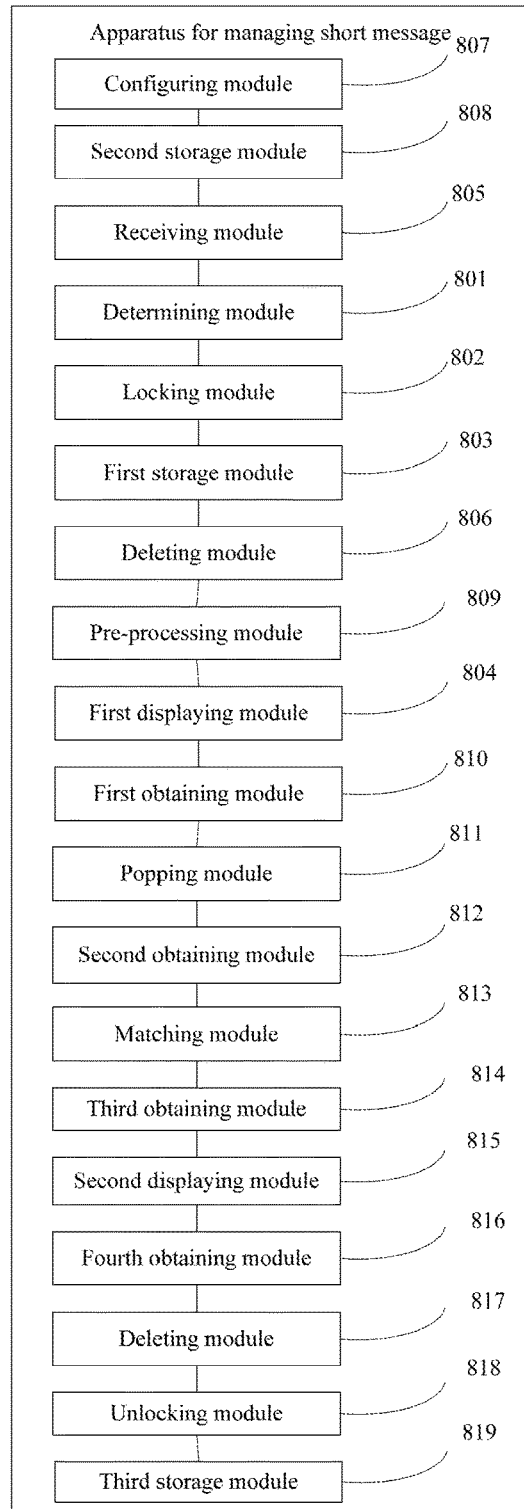 Apparatus for managing short message
807
Configuring module
808
Second storage module
805
Receiving module
801
Determining module
802
Locking module
803
First storage module
806
Deleting module
809
Pre-processing module
804
First displaying module
810
First obtaining module
811
Popping module
812
Second obtaining module
813
Matching module
814
Third obtaining module
815
Second displaying module
816
Fourth obtaining module
817
Deleting module
818
Unlocking module
819
Third storage module